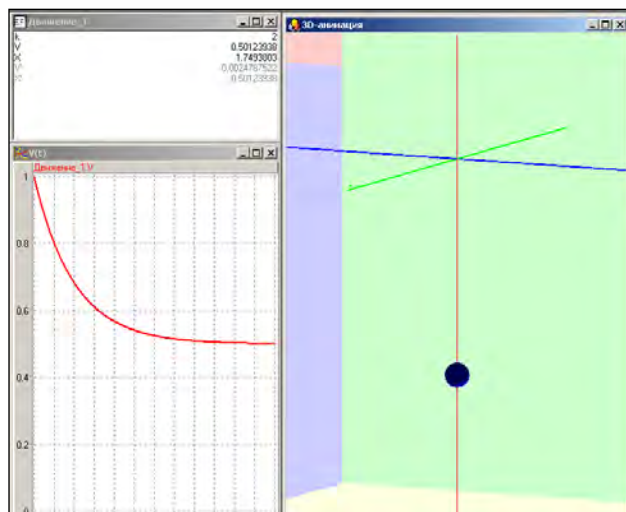 Движение_1
k 2
V 0.50123938
X 1.7493803
V' -0.0024787522
X' 0.50123938
V(t)
Движение_1.V
1
0.8
0.6
0.4
0.2
0
3D-анимация